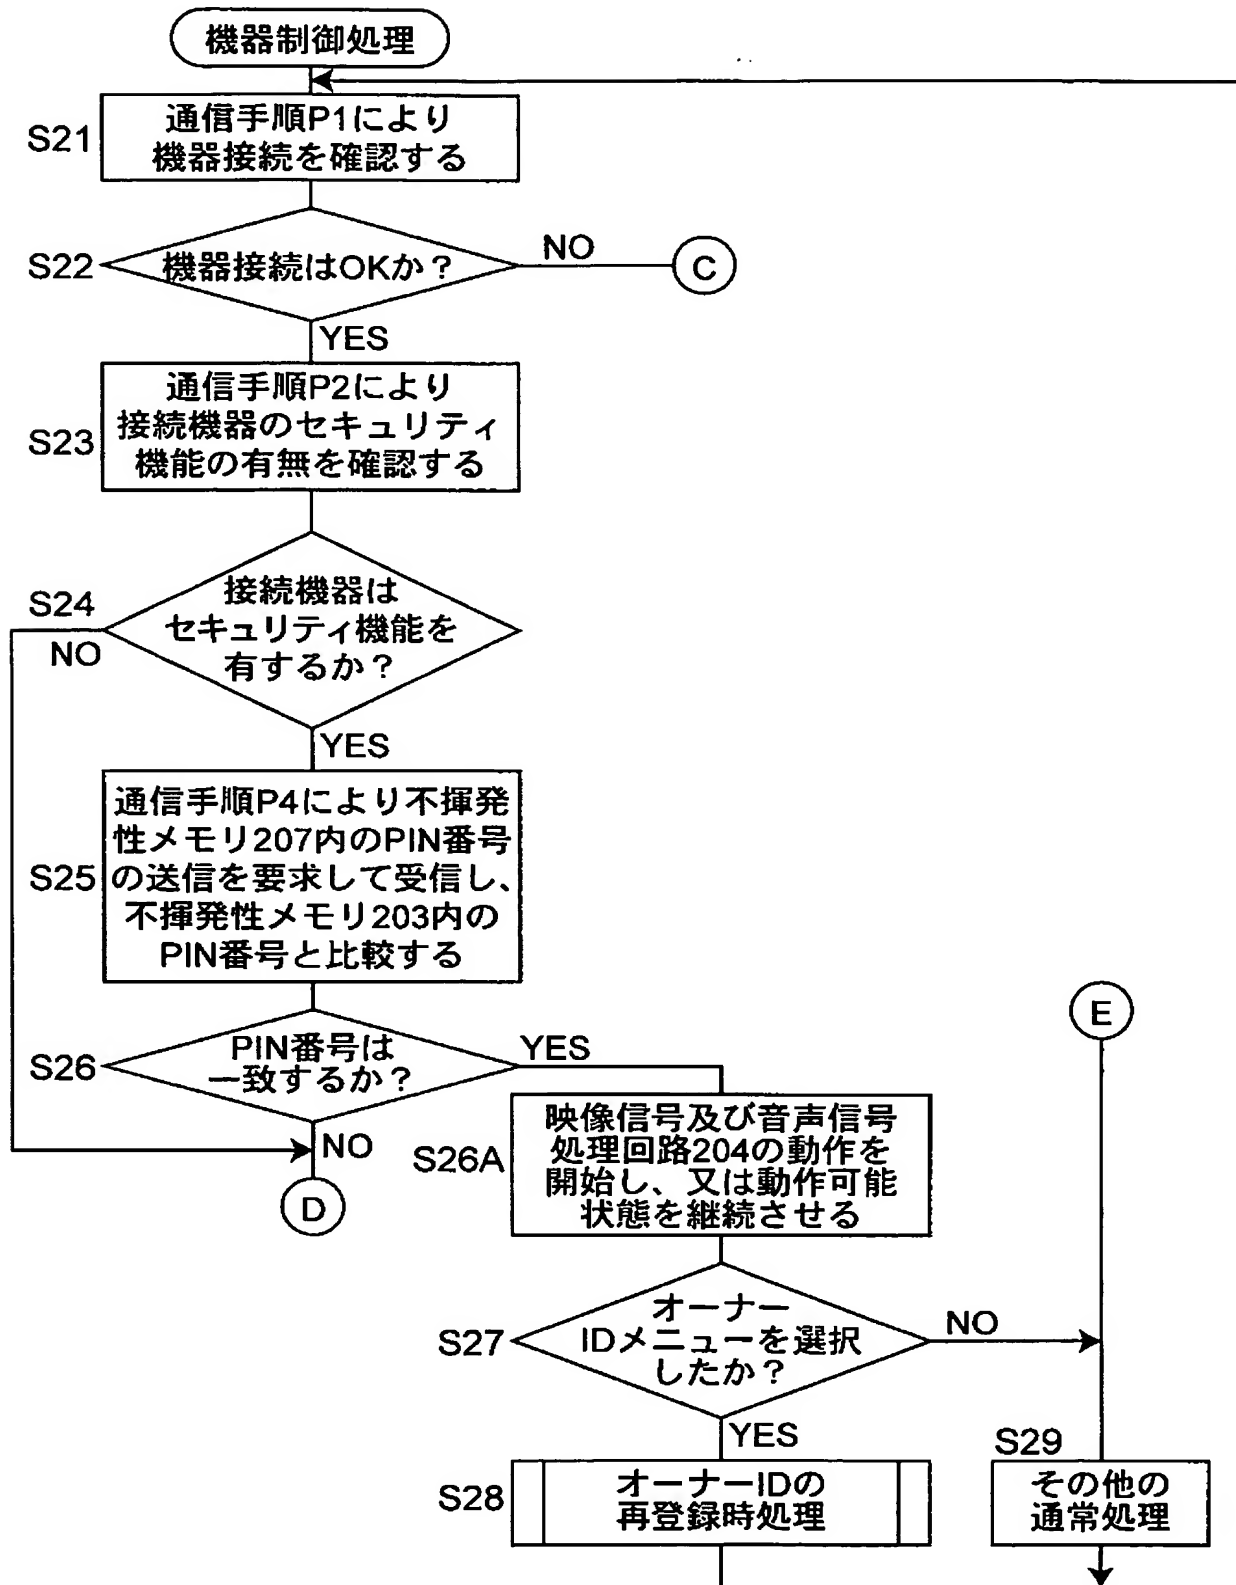 機器制御処理
S21
通信手順P1により
機器接続を確認する
S22
機器接続はOKか？
NO
C
YES
S23
通信手順P2により
接続機器のセキュリティ
機能の有無を確認する
S24
接続機器は
セキュリティ機能を
有するか？
NO
YES
S25
通信手順P4により不揮発
性メモリ207内のPIN番号
の送信を要求して受信し、
不揮発性メモリ203内の
PIN番号と比較する
S26
PIN番号は
一致するか？
YES
NO
D
E
S26A
映像信号及び音声信号
処理回路204の動作を
開始し、又は動作可能
状態を継続させる
S27
オーナー
IDメニューを選択
したか？
NO
YES
S28
オーナーIDの
再登録時処理
S29
その他の
通常処理